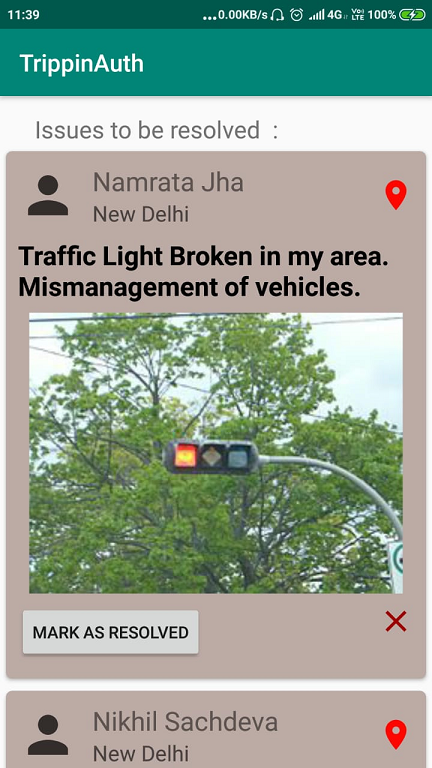 11:39 ...0.00KB/s 4G Vo) LTE 100%
TrippinAuth
Issues to be resolved :
Namrata Jha
New Delhi
Traffic Light Broken in my area.
Mismanagement of vehicles.
MARK AS RESOLVED
Nikhil Sachdeva
New Delhi